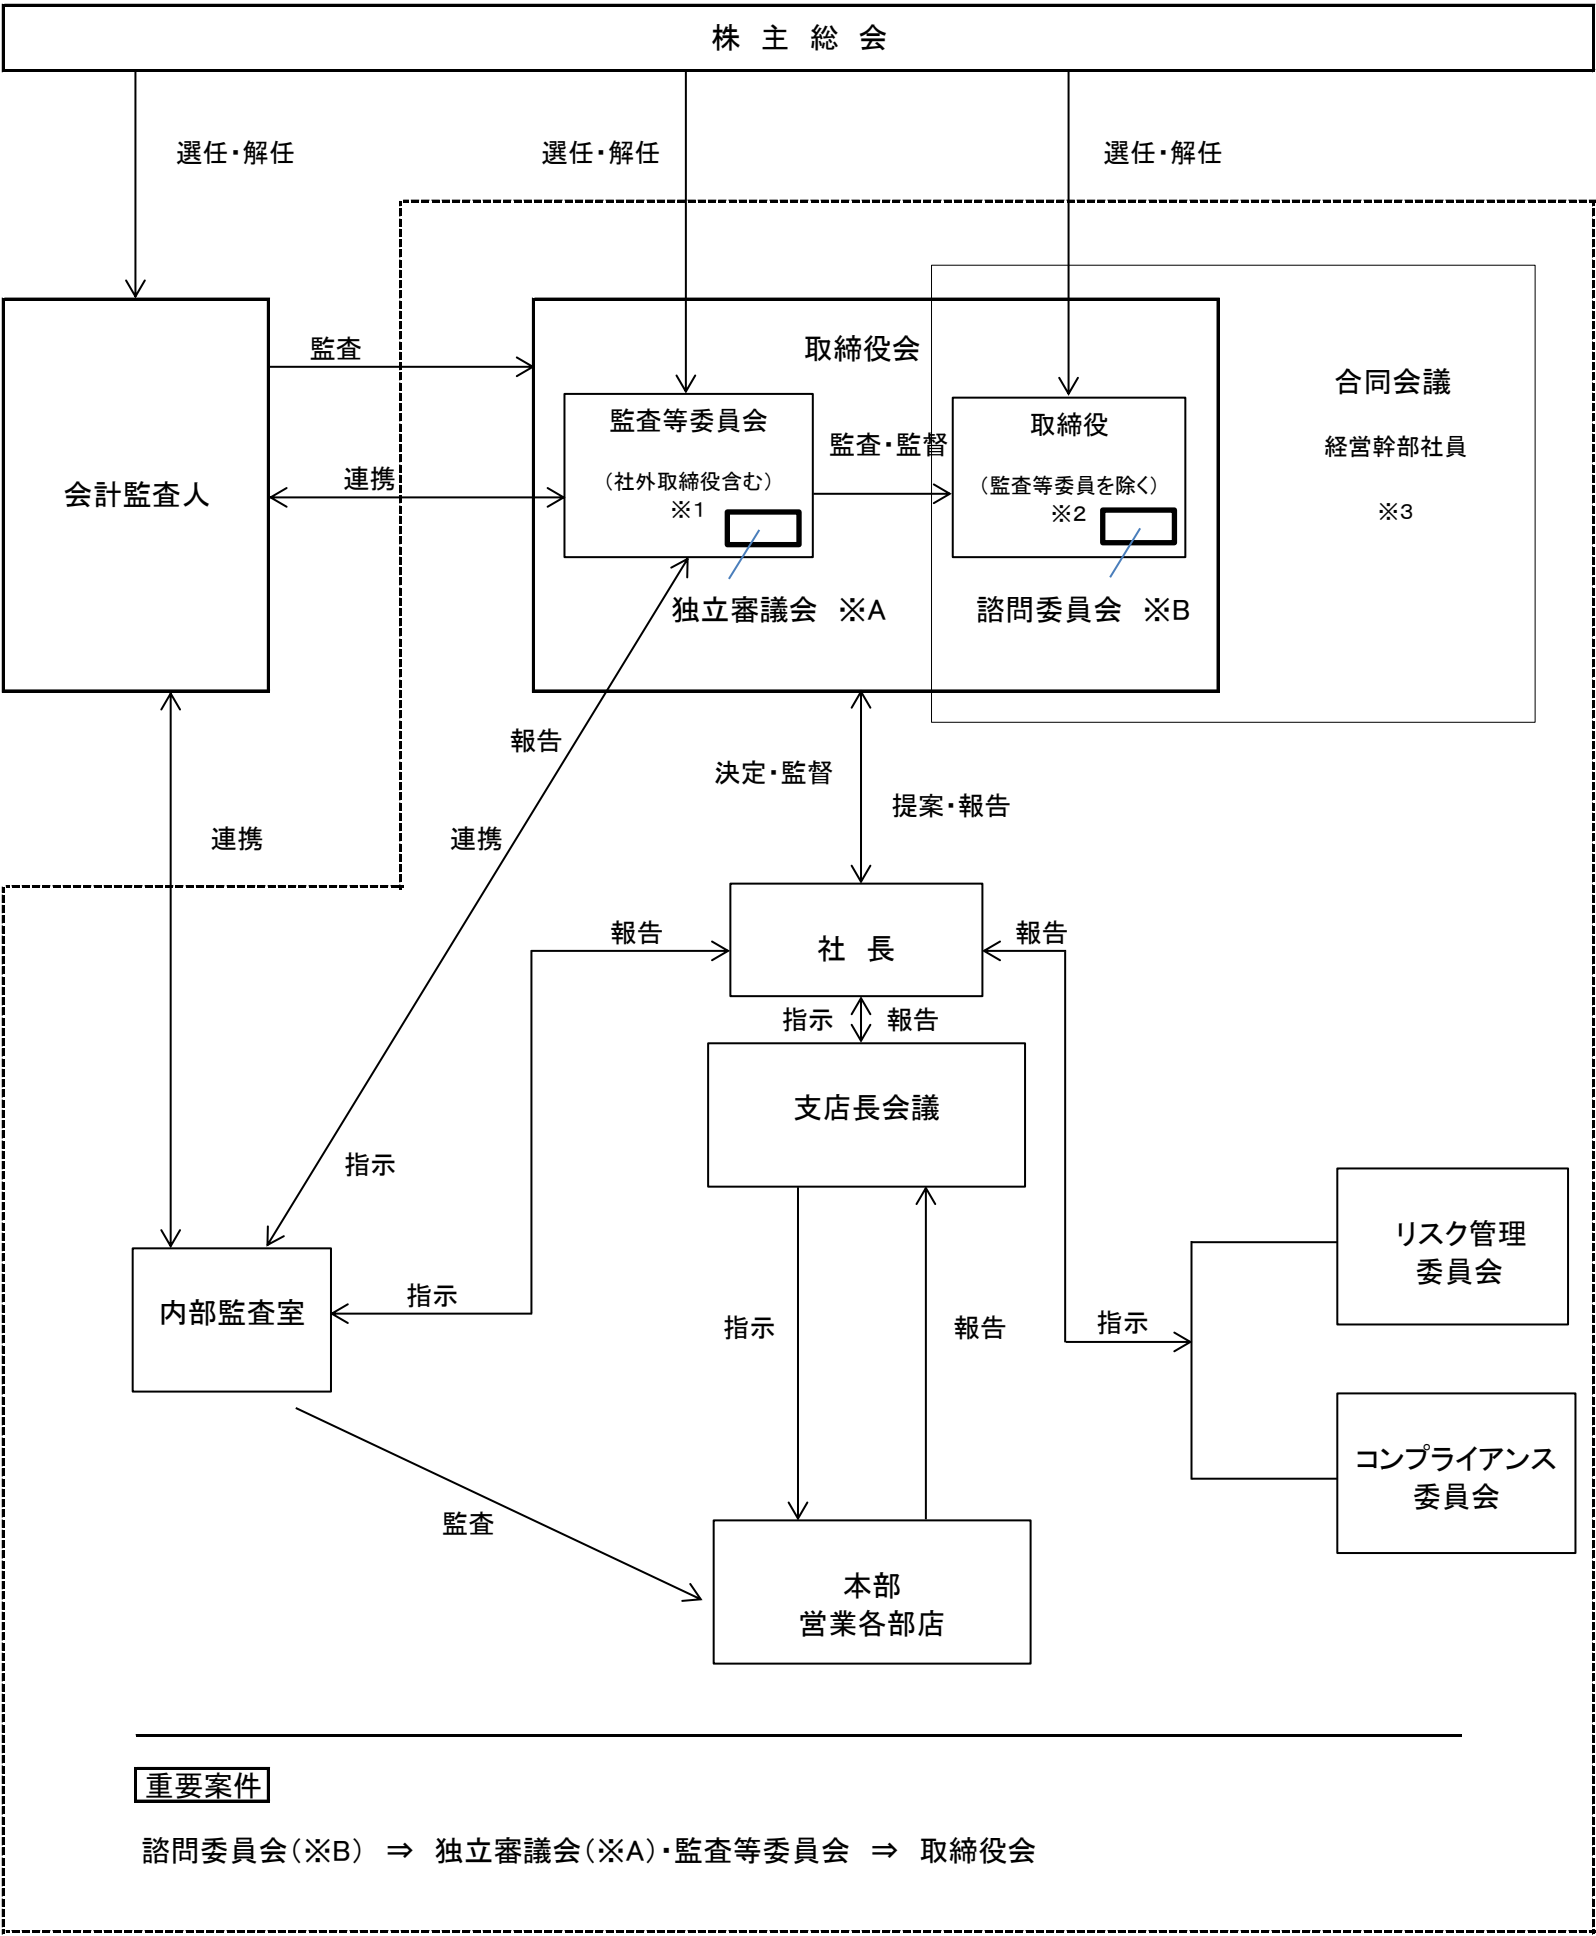 株 主 総 会
選任・解任
選任・解任
選任・解任
取締役会
監査
合同会議
経営幹部社員
※3
監査等委員会
(社外取締役含む)
※1
監査・監督
取締役
(監査等委員を除く)
※2
会計監査人
連携
独立審議会 ※A
諮問委員会 ※B
報告
決定・監督
提案・報告
連携
連携
報告
社 長
報告
指示
報告
支店長会議
指示
リスク管理
委員会
内部監査室
指示
指示
報告
指示
コンプライアンス
委員会
監査
本部
営業各部店
重要案件
諮問委員会(※B) ⇒ 独立審議会(※A)・監査等委員会 ⇒ 取締役会